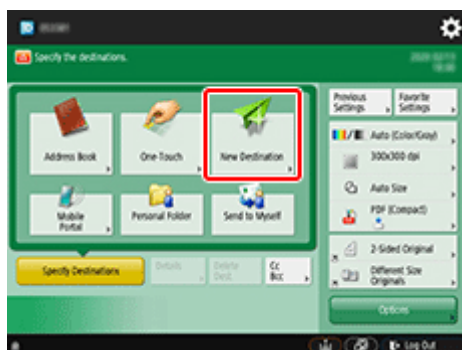 Specify the destinations.
Previous
Settings
Favorite
Settings
Address Book
One-Touch
New Destination
Auto (Color/Gray)
300x300 dpi
Mobile
Portal
Personal Folder
Send to Myself
Auto Size
PDF (Compact)
Specify Destinations
Details
Delete
Dest.
Cc
Bcc
2-Sided Original
Different Size
Originals
Options
Log Out